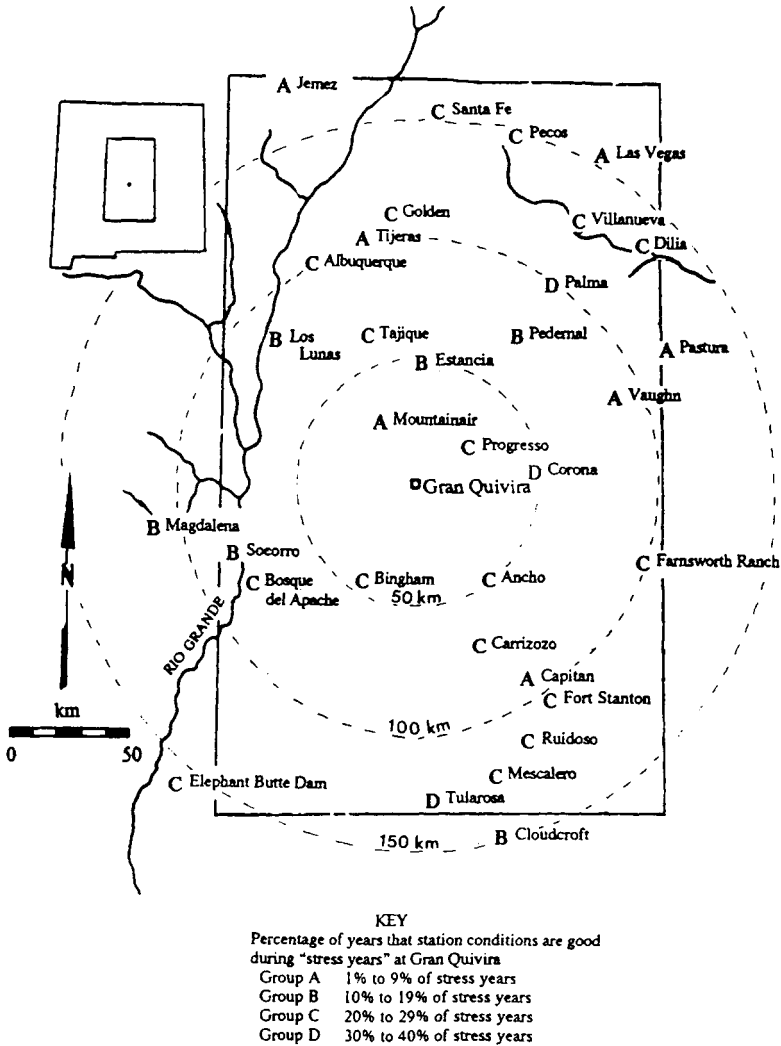 A Jemez
C Santa Fe
C Pecos
A Las Vegas
C Golden
C Villanueva
A Tijeras
C Dilia
C Albuquerque
D Palma
B Los
Lunas
C Tajique
B Pedernal
A Pastura
B Estancia
A Vaughn
A Mountainair
C Progresso
D Corona
Gran Quivira
B Magdalena
B Socorro
C Farnsworth Ranch
C Bosque
del Apache
C Bingham
C Ancho
50 km
N
RIO GRANDE
C Carrizozo
A Capitan
C Fort Stanton
km
0 50
100 km
C Ruidoso
C Elephant Butte Dam
C Mescalero
D Tularosa
150 km
B Cloudcroft
KEY
Percentage of years that station conditions are good
during "stress years" at Gran Quivira
Group A 1% to 9% of stress years
Group B 10% to 19% of stress years
Group C 20% to 29% of stress years
Group D 30% to 40% of stress years